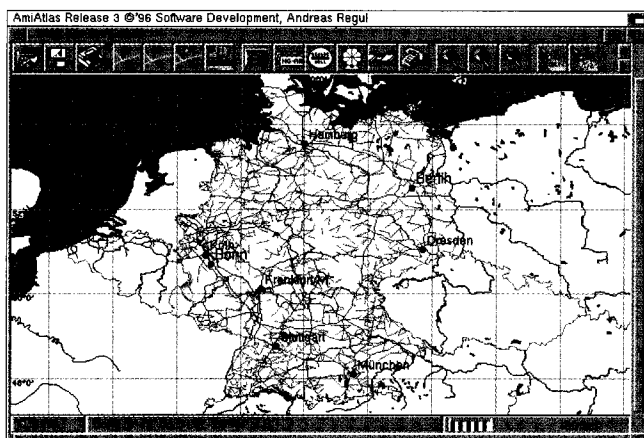 AmiAtlas Release 3 ©'96 Software Development, Andreas Regul
Hamburg
Berlin
Dresden
Bonn
Frankfurt/M
Stuttgart
München